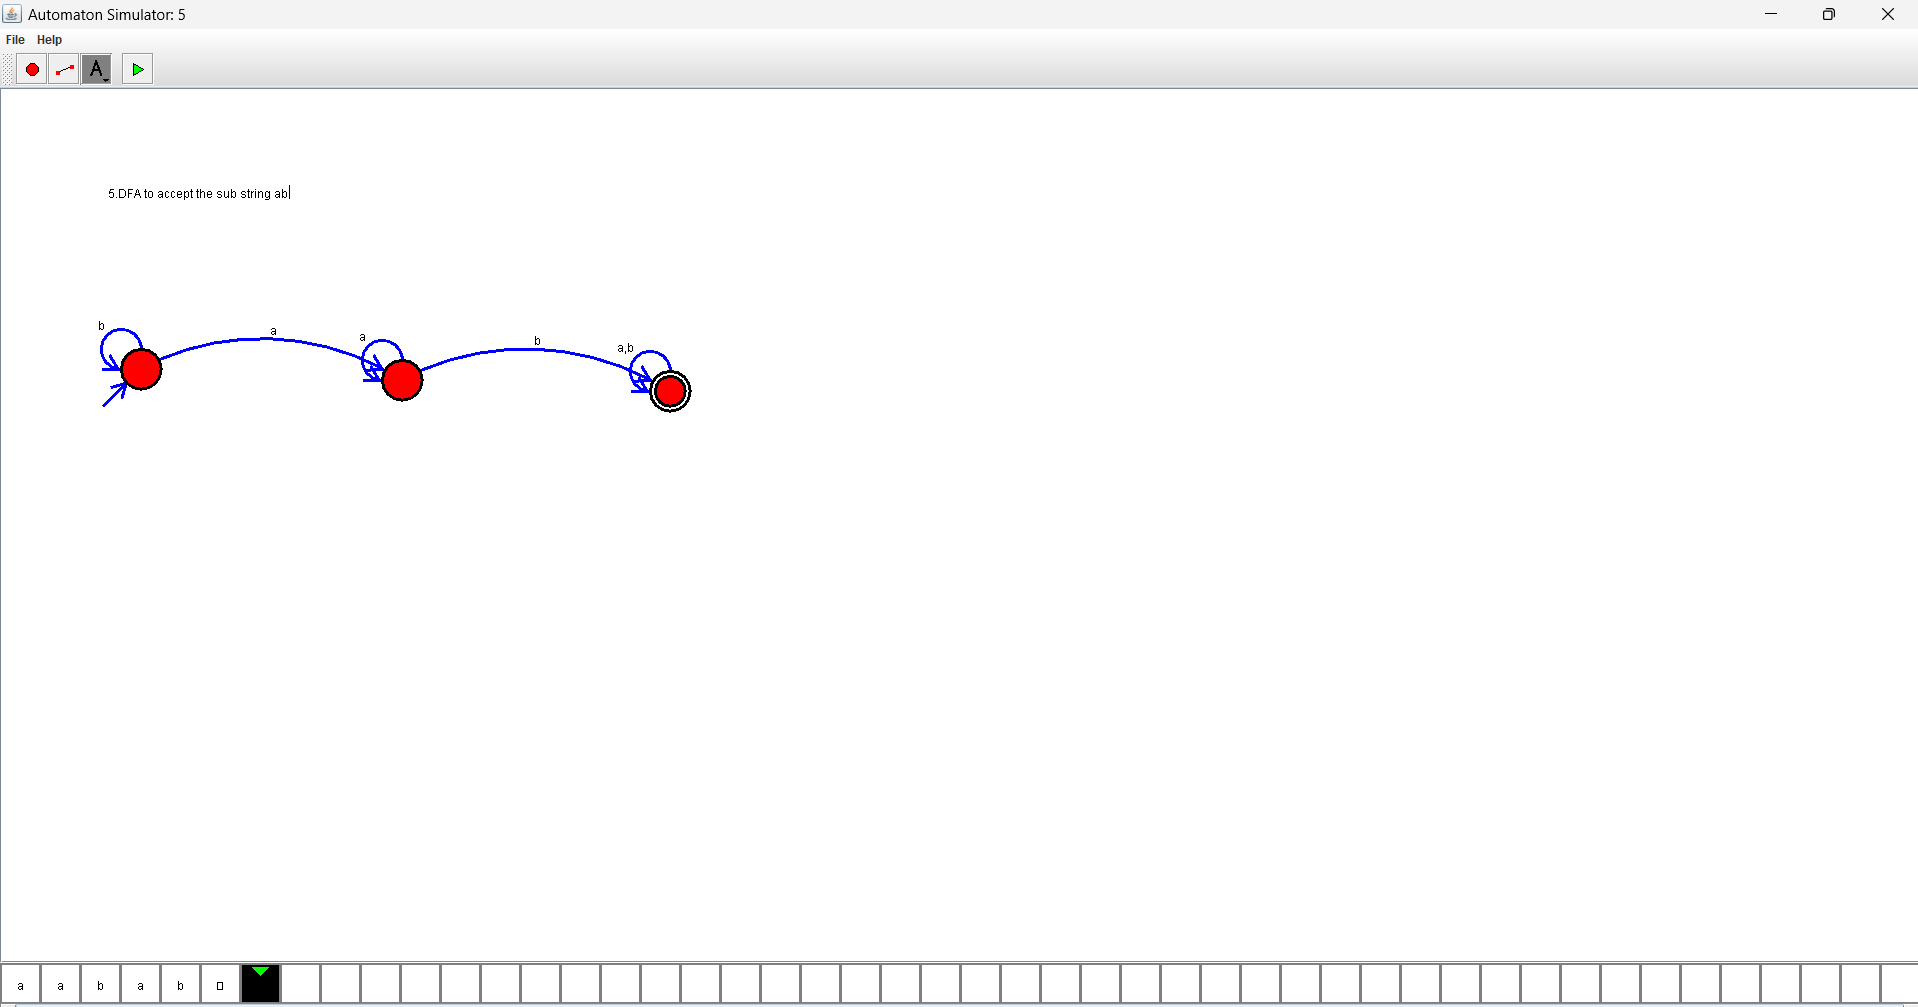 Automaton Simulator: 5
File Help
A
5.DFA to accept the sub string ab
b
a
a
b
a,b
a a b a b